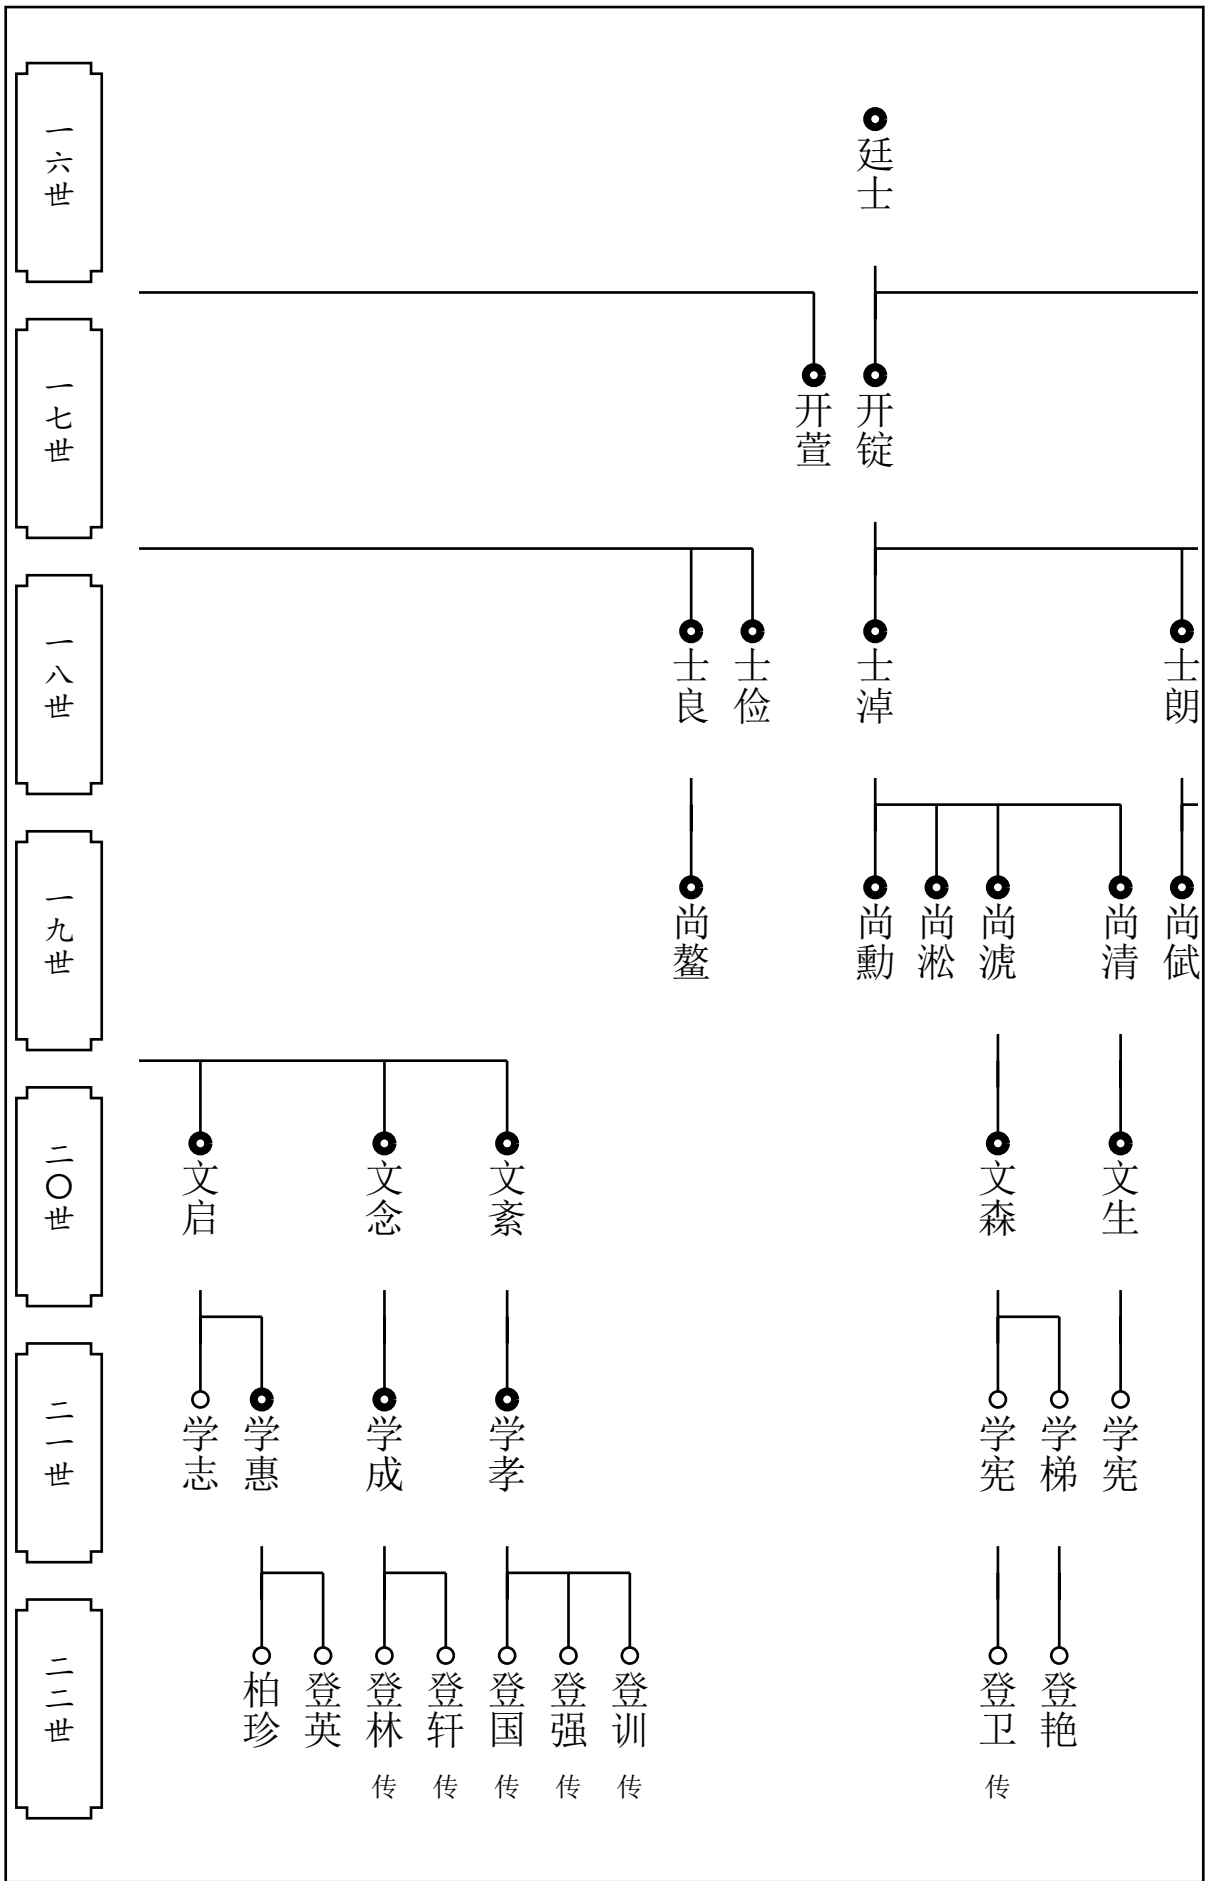 一六世
廷士
一七世
开萱
开锭
一八世
士良
士俭
士淖
士朗
一九世
尚鳌
尚勳
尚淞
尚淲
尚清
尚侙
二〇世
文启
文念
文紊
文森
文生
二一世
学志
学惠
学成
学孝
学宪
学梯
学宪
二二世
柏珍
登英
登林传
登轩传
登国传
登强传
登训传
登卫传
登艳